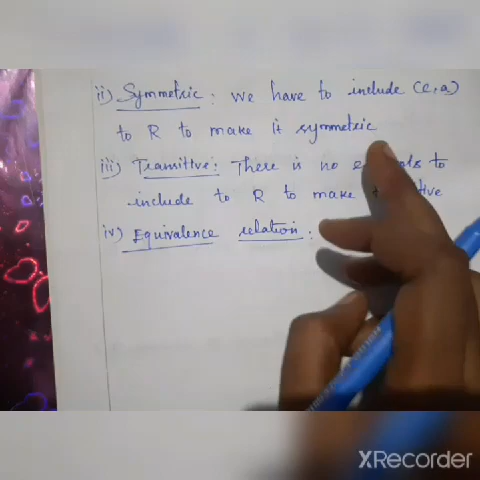 ii) Symmetric : We have to include (c, a)
to R to make it symmetric
iii) Transitive : There is no to
include to R to make
iv) Equivalence relation :
XRecorder